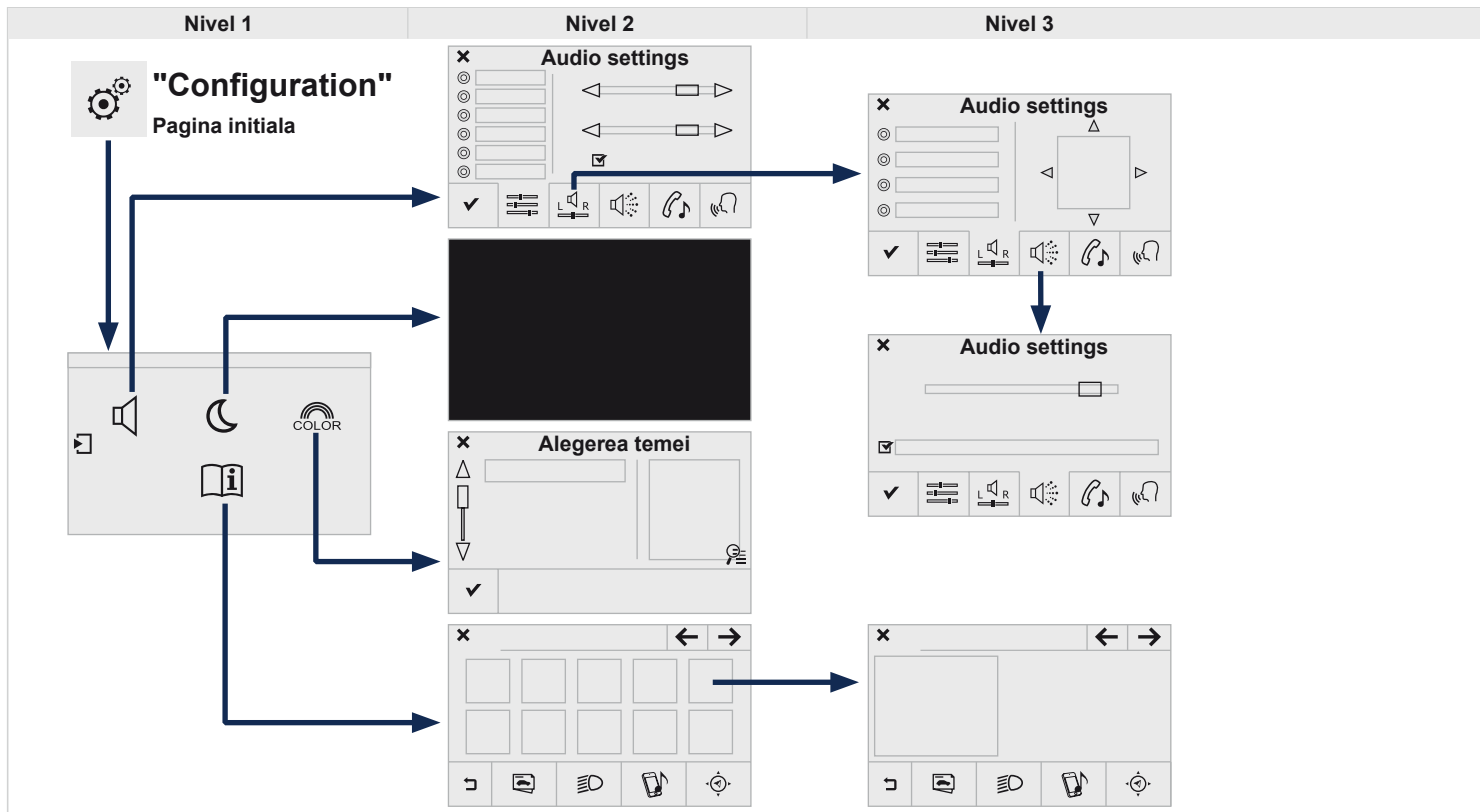 Nivel 1
Nivel 2
Nivel 3
"Configuration"
Pagina initiala
Audio settings
L R
Audio settings
L R
COLOR
Alegerea temei
Audio settings
L R